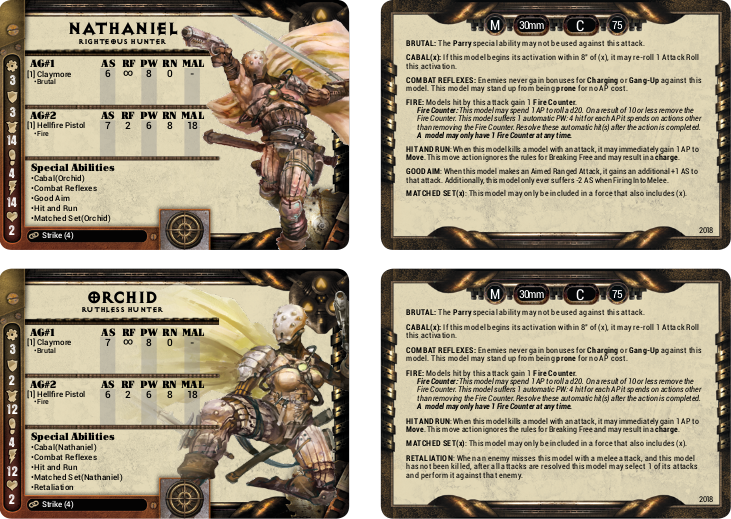 NATHANIEL
RIGHTEOUS HUNTER
AG#1
AS RF PW RN MAL
[1] Claymore 6 ∞ 8 0 -
•Brutal
AG#2
AS RF PW RN MAL
[1] Hellfire Pistol 7 2 6 8 18
•Fire
Special Abilities
•Cabal(Orchid)
•Combat Reflexes
•Good Aim
•Hit and Run
•Matched Set(Orchid)
Strike (4)
3
3
14
4
14
2
M 30mm C 75
BRUTAL: The Parry special ability may not be used against this attack.
CABAL(x): If this model begins its activation within 8" of (x), it may re-roll 1 Attack Roll
this activation.
COMBAT REFLEXES: Enemies never gain bonuses for Charging or Gang-Up against this
model. This model may stand up from being prone for no AP cost.
FIRE: Models hit by this attack gain 1 Fire Counter.
Fire Counter: This model may spend 1 AP to roll a d20. On a result of 10 or less remove the
Fire Counter. This model suffers 1 automatic PW: 4 hit for each AP it spends on actions other
than removing the Fire Counter. Resolve these automatic hit(s) after the action is completed.
A model may only have 1 Fire Counter at any time.
HIT AND RUN: When this model kills a model with an attack, it may immediately gain 1 AP to
Move. This move action ignores the rules for Breaking Free and may result in a charge.
GOOD AIM: When this model makes an Aimed Ranged Attack, it gains an additional +1 AS to
that attack. Additionally, this model only ever suffers -2 AS when Firing Into Melee.
MATCHED SET(x): This model may only be included in a force that also includes (x).
2018
ORCHID
RUTHLESS HUNTER
AG#1
AS RF PW RN MAL
[1] Claymore 7 ∞ 8 0 -
•Brutal
AG#2
AS RF PW RN MAL
[1] Hellfire Pistol 6 2 6 8 18
•Fire
Special Abilities
•Cabal(Nathaniel)
•Combat Reflexes
•Hit and Run
•Matched Set(Nathaniel)
•Retaliation
Strike (4)
3
2
12
4
12
2
M 30mm C 75
BRUTAL: The Parry special ability may not be used against this attack.
CABAL(x): If this model begins its activation within 8" of (x), it may re-roll 1 Attack Roll
this activation.
COMBAT REFLEXES: Enemies never gain bonuses for Charging or Gang-Up against this
model. This model may stand up from being prone for no AP cost.
FIRE: Models hit by this attack gain 1 Fire Counter.
Fire Counter: This model may spend 1 AP to roll a d20. On a result of 10 or less remove the
Fire Counter. This model suffers 1 automatic PW: 4 hit for each AP it spends on actions other
than removing the Fire Counter. Resolve these automatic hit(s) after the action is completed.
A model may only have 1 Fire Counter at any time.
HIT AND RUN: When this model kills a model with an attack, it may immediately gain 1 AP to
Move. This move action ignores the rules for Breaking Free and may result in a charge.
MATCHED SET(x): This model may only be included in a force that also includes (x).
RETALIATION: When an enemy misses this model with a melee attack, and this model
has not been killed, after all attacks are resolved this model may select 1 of its attacks
and perform it against that enemy.
2018